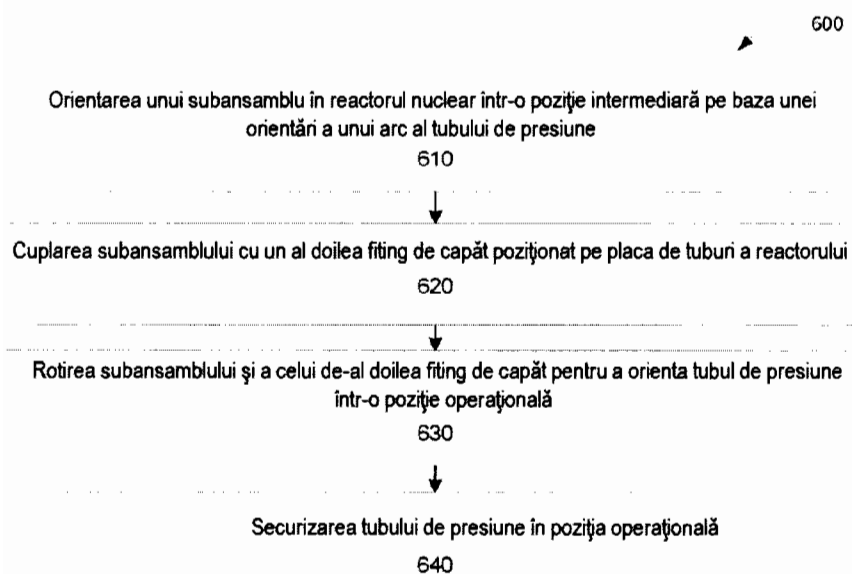 600
Orientarea unui subansamblu în reactorul nuclear într-o poziţie intermediară pe baza unei
orientări a unui arc al tubului de presiune
610
Cuplarea subansamblului cu un al doilea fiting de capăt poziţionat pe placa de tuburi a reactorului
620
Rotirea subansamblului şi a celui de-al doilea fiting de capăt pentru a orienta tubul de presiune
într-o poziţie operaţională
630
Securizarea tubului de presiune în poziţia operaţională
640